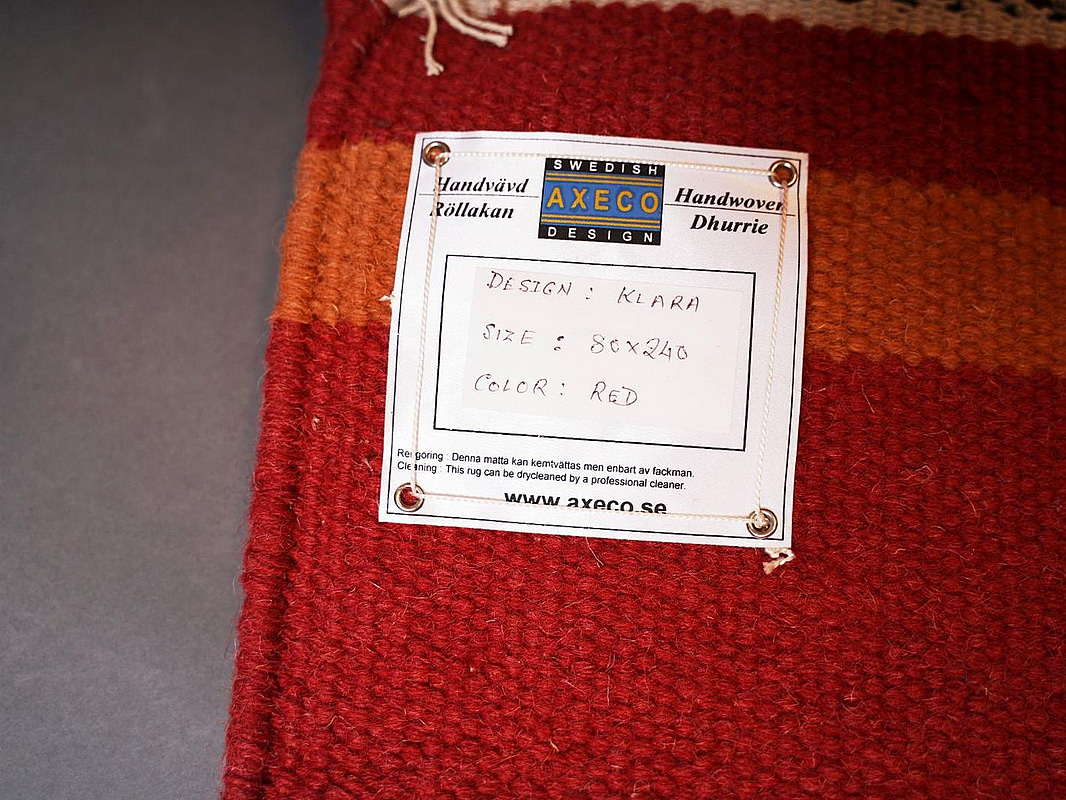 SWEDISH
Handvävd AXECO Handwoven
Röllakan DESIGN Dhurrie
DESIGN : KLARA
SIZE : 80x240
COLOR : RED
Rengöring : Denna matta kan kemtvättas men enbart av fackman.
Cleaning : This rug can be drycleaned by a professional cleaner.
www.axeco.se